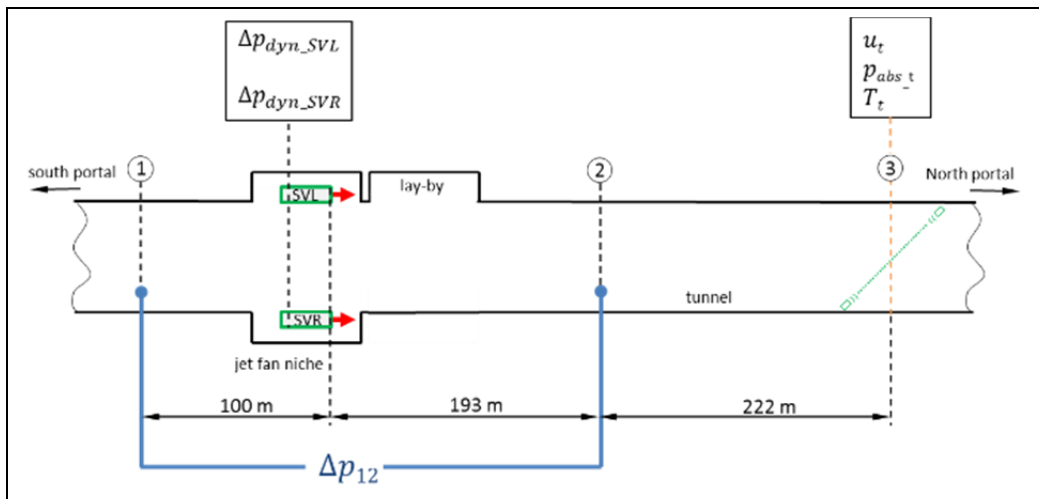 Δp_dyn_SVL
Δp_dyn_SVR
u_t
p_abs_t
T_t
south portal
1
2
3
North portal
SVL
lay-by
SVR
tunnel
jet fan niche
100 m
193 m
222 m
Δp_12